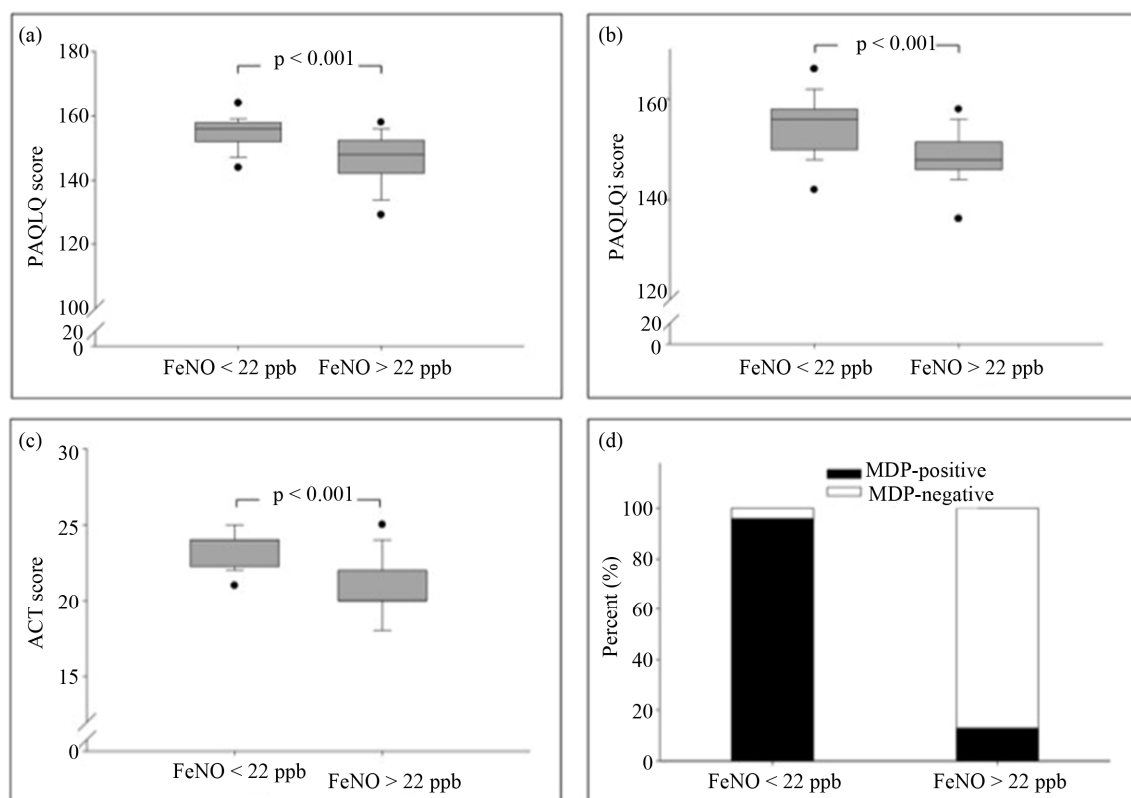 (a)
180
160
140
120
100
20
0
PAQLQ score
p < 0.001
FeNO < 22 ppb
FeNO > 22 ppb
(b)
160
140
120
20
0
PAQLQi score
p < 0.001
FeNO < 22 ppb
FeNO > 22 ppb
(c)
30
25
20
15
0
ACT score
p < 0.001
FeNO < 22 ppb
FeNO > 22 ppb
(d)
MDP-positive
MDP-negative
100
80
60
40
20
0
Percent (%)
FeNO < 22 ppb
FeNO > 22 ppb